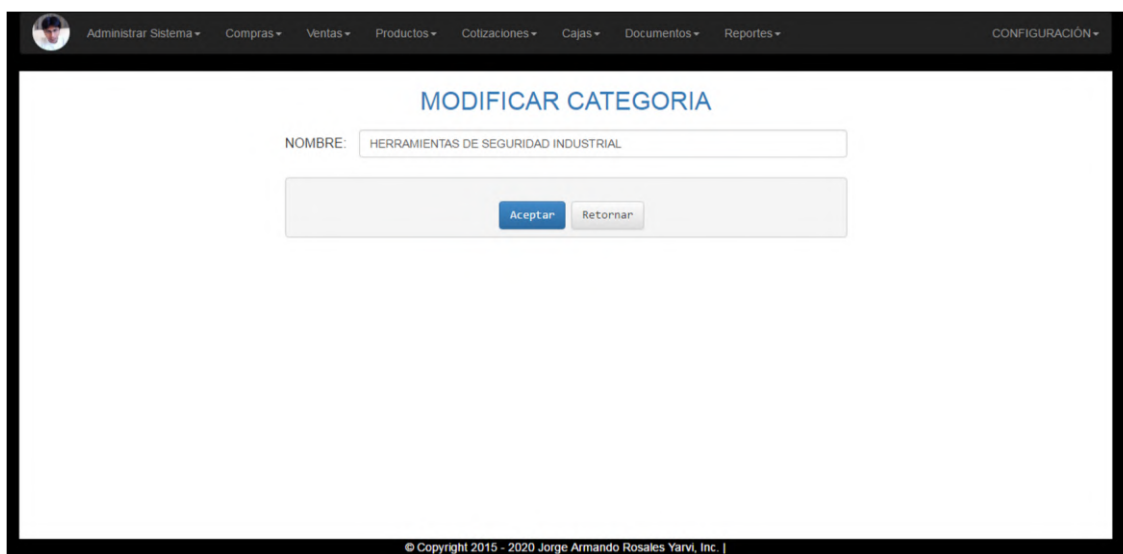 Administrar Sistema Compras Ventas Productos Cotizaciones Cajas Documentos Reportes CONFIGURACIÓN
MODIFICAR CATEGORIA
NOMBRE: HERRAMIENTAS DE SEGURIDAD INDUSTRIAL
Aceptar Retornar
© Copyright 2015 - 2020 Jorge Armando Rosales Yarvi, Inc. |